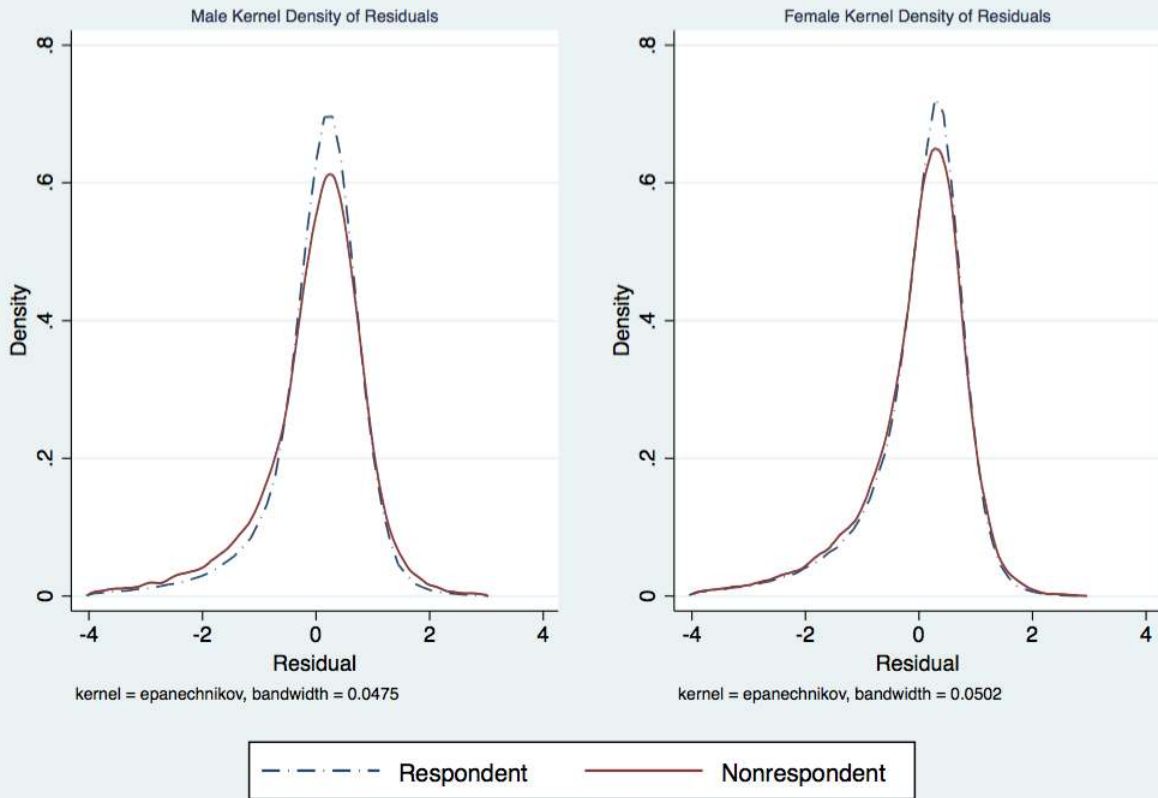 Male Kernel Density of Residuals
.8
.6
.4
.2
0
Density
-4 -2 0 2 4
Residual
kernel = epanechnikov, bandwidth = 0.0475
Female Kernel Density of Residuals
.8
.6
.4
.2
0
Density
-4 -2 0 2 4
Residual
kernel = epanechnikov, bandwidth = 0.0502
Respondent Nonrespondent